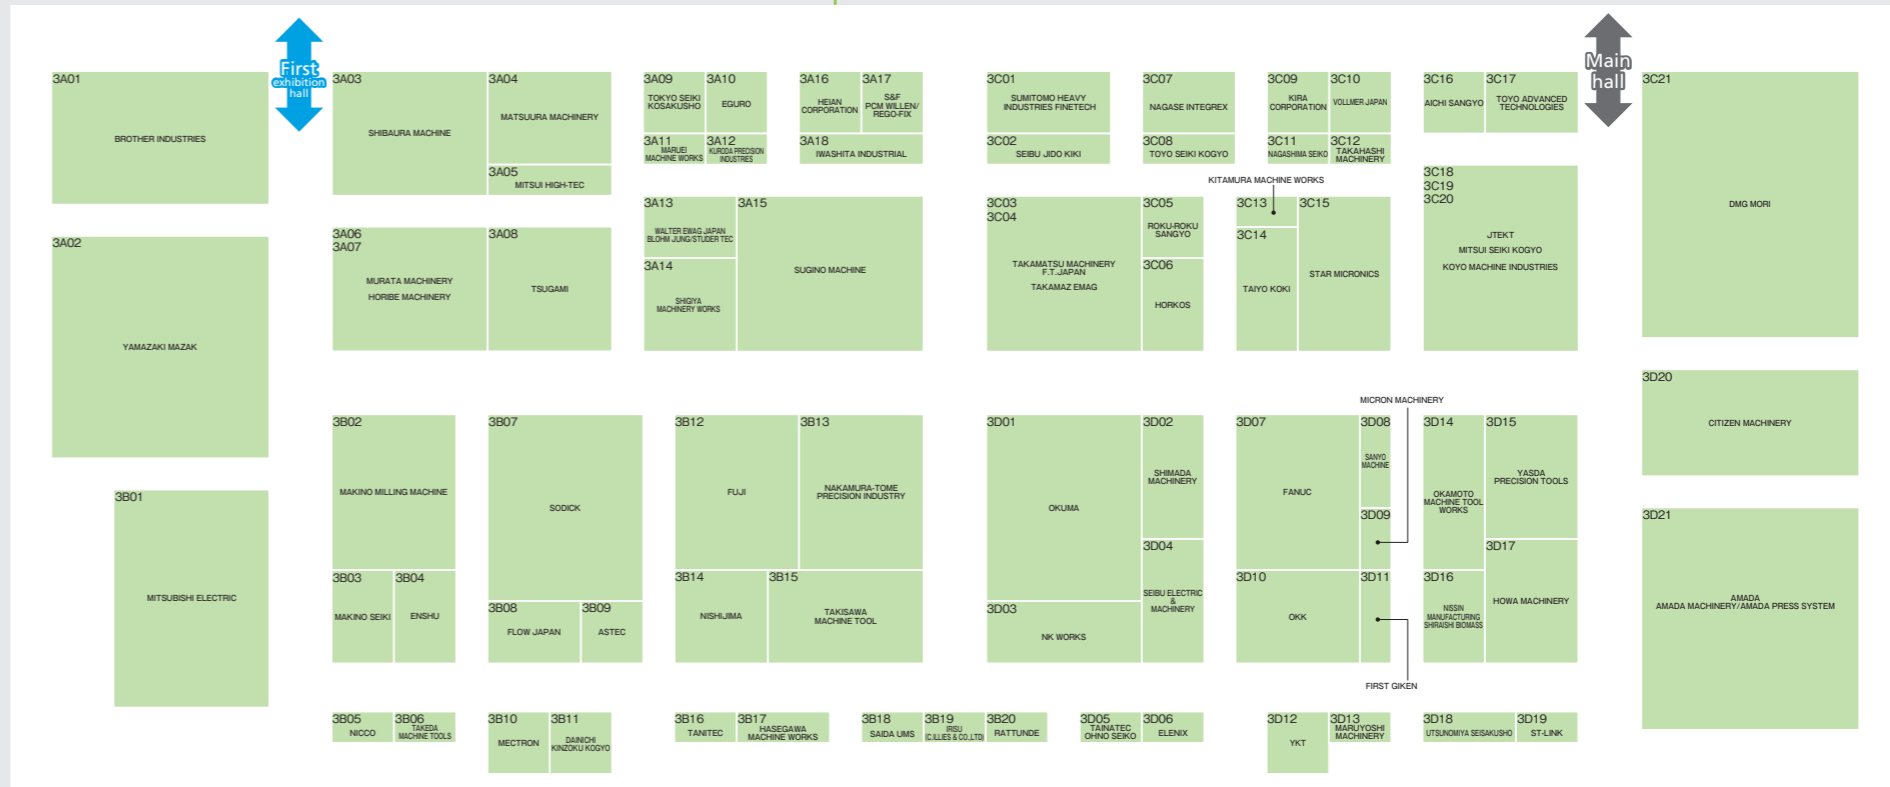 First
exhibition
hall
Main
hall
3A01
BROTHER INDUSTRIES
3A02
YAMAZAKI MAZAK
3B01
MITSUBISHI ELECTRIC
3A03
SHIBAURA MACHINE
3A04
MATSUURA MACHINERY
3A05
MITSUI HIGH-TEC
3A06
3A07
MURATA MACHINERY
HORIBE MACHINERY
3A08
TSUGAMI
3A09
TOKYO SEIKI
KOSAKUSHO
3A10
EGURO
3A11
MARUEI
MACHINE WORKS
3A12
KURODA PRECISION
INDUSTRIES
3A16
HEIAN
CORPORATION
3A17
S&F
PCM WILLEN/
REGO-FIX
3A18
IWASHITA INDUSTRIAL
3A13
WALTER EWAG JAPAN
BLOHM JUNG/STUDER TEC
3A14
SHIGIYA
MACHINERY WORKS
3A15
SUGINO MACHINE
3C01
SUMITOMO HEAVY
INDUSTRIES FINETECH
3C02
SEIBU JIDO KIKI
3C07
NAGASE INTEGREX
3C08
TOYO SEIKI KOGYO
3C09
KIRA
CORPORATION
3C10
VOLLMER JAPAN
3C11
NAGASHIMA SEIKO
3C12
TAKAHASHI
MACHINERY
3C16
AICHI SANGYO
3C17
TOYO ADVANCED
TECHNOLOGIES
3C03
3C04
TAKAMATSU MACHINERY
F.T.JAPAN
TAKAMAZ EMAG
3C05
ROKU-ROKU
SANGYO
3C06
HORKOS
KITAMURA MACHINE WORKS
3C13
3C14
TAIYO KOKI
3C15
STAR MICRONICS
3C18
3C19
3C20
JTEKT
MITSUI SEIKI KOGYO
KOYO MACHINE INDUSTRIES
3C21
DMG MORI
3B02
MAKINO MILLING MACHINE
3B03
MAKINO SEIKI
3B04
ENSHU
3B07
SODICK
3B08
FLOW JAPAN
3B09
ASTEC
3B12
FUJI
3B13
NAKAMURA-TOME
PRECISION INDUSTRY
3B14
NISHIJIMA
3B15
TAKISAWA
MACHINE TOOL
3D01
OKUMA
3D02
SHIMADA
MACHINERY
3D03
NK WORKS
3D04
SEIBU ELECTRIC
&
MACHINERY
3D07
FANUC
3D08
SANYO
MACHINE
MICRON MACHINERY
3D09
3D10
OKK
3D11
FIRST GIKEN
3D14
OKAMOTO
MACHINE TOOL
WORKS
3D15
YASDA
PRECISION TOOLS
3D16
NISSIN
MANUFACTURING
SHIRAISHI BIOMASS
3D17
HOWA MACHINERY
3D20
CITIZEN MACHINERY
3D21
AMADA
AMADA MACHINERY/AMADA PRESS SYSTEM
3B05
NICCO
3B06
TAKEDA
MACHINE TOOLS
3B10
MECTRON
3B11
DAINICHI
KINZOKU KOGYO
3B16
TANITEC
3B17
HASEGAWA
MACHINE WORKS
3B18
SAIDA UMS
3B19
IRISU
(C.ILLIES & CO.,LTD)
3B20
RATTUNDE
3D05
TAINATEC
OHNO SEIKO
3D06
ELENIX
3D12
YKT
3D13
MARUYOSHI
MACHINERY
3D18
UTSUNOMIYA SEISAKUSHO
3D19
ST-LINK